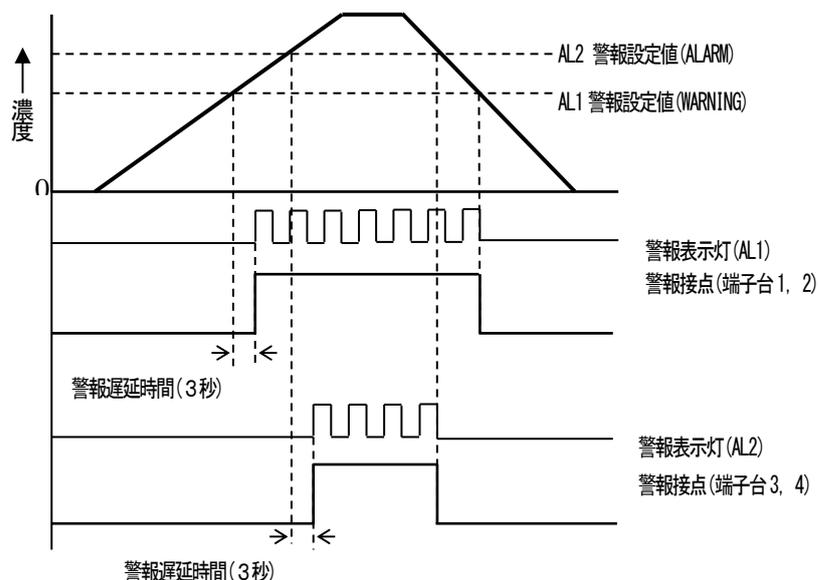 AL2 警報設定値(ALARM)
AL1 警報設定値(WARNING)
濃度
0
警報表示灯(AL1)
警報接点(端子台1, 2)
警報遅延時間(3秒)
警報表示灯(AL2)
警報接点(端子台3, 4)
警報遅延時間(3秒)